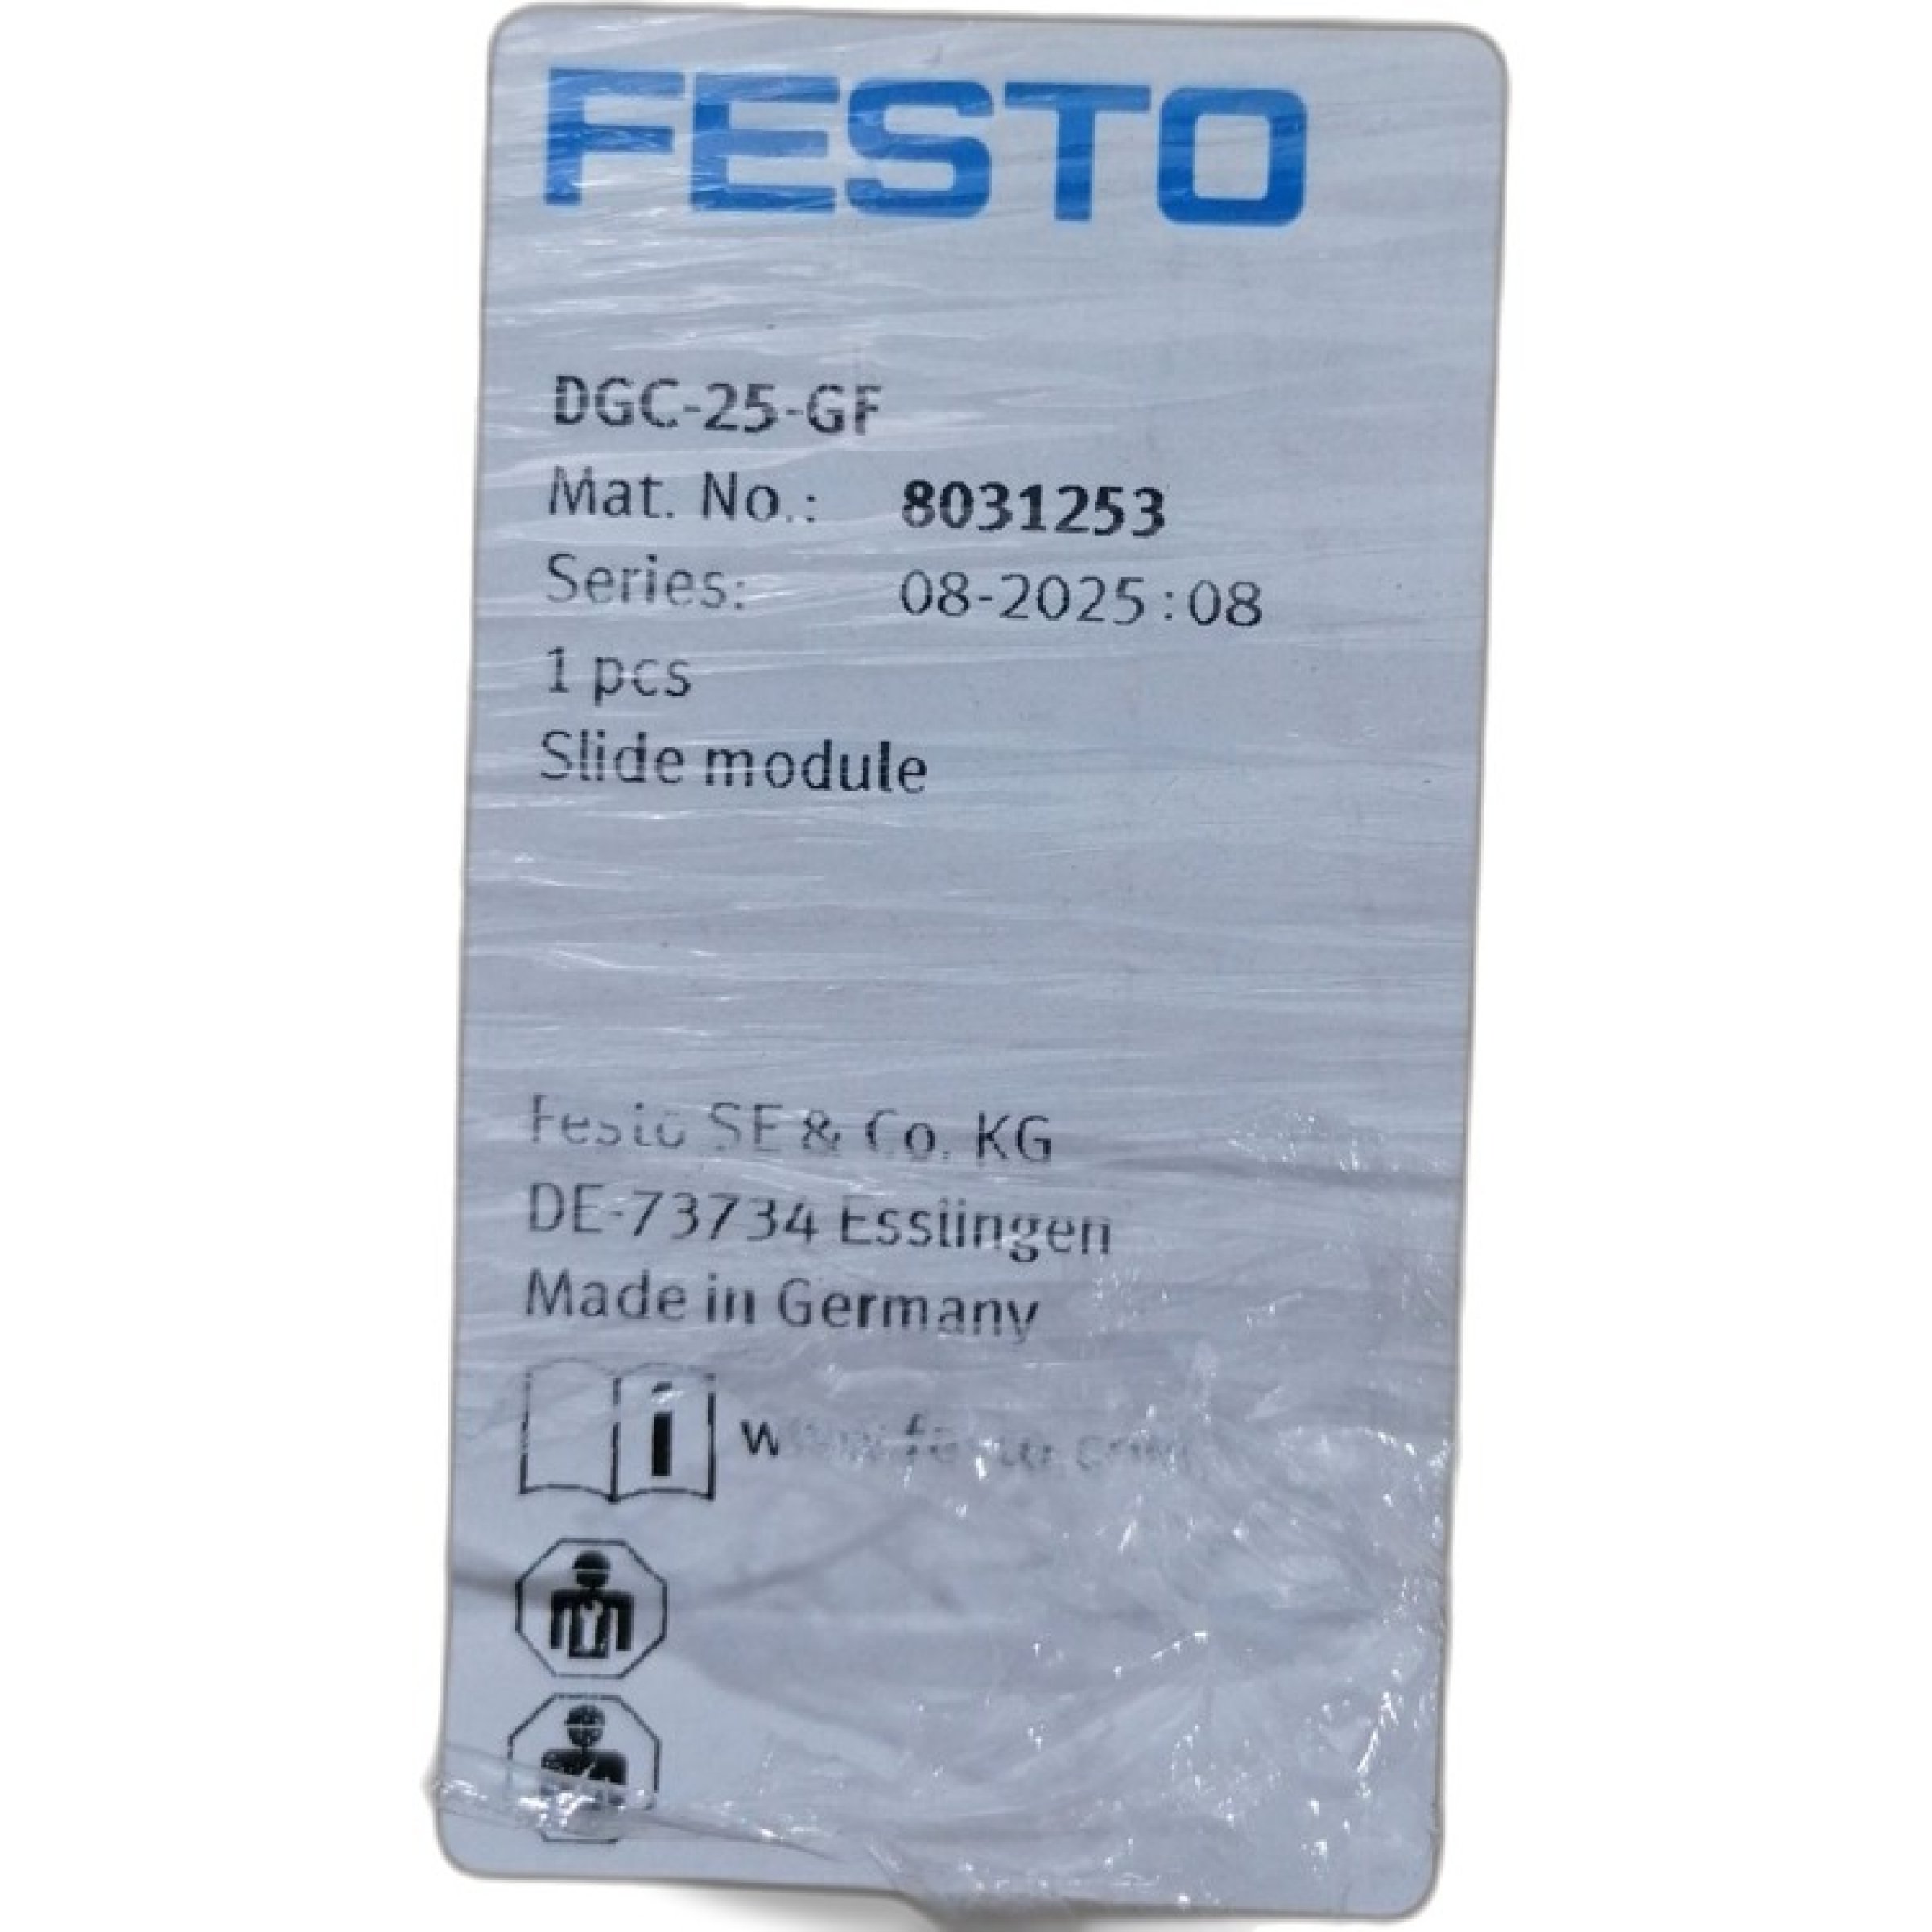 FESTO
DGC-25-GF
Mat. No.: 8031253
Series: 08-2025:08
1 pcs
Slide module
Festo SE & Co. KG
DE-73734 Esslingen
Made in Germany